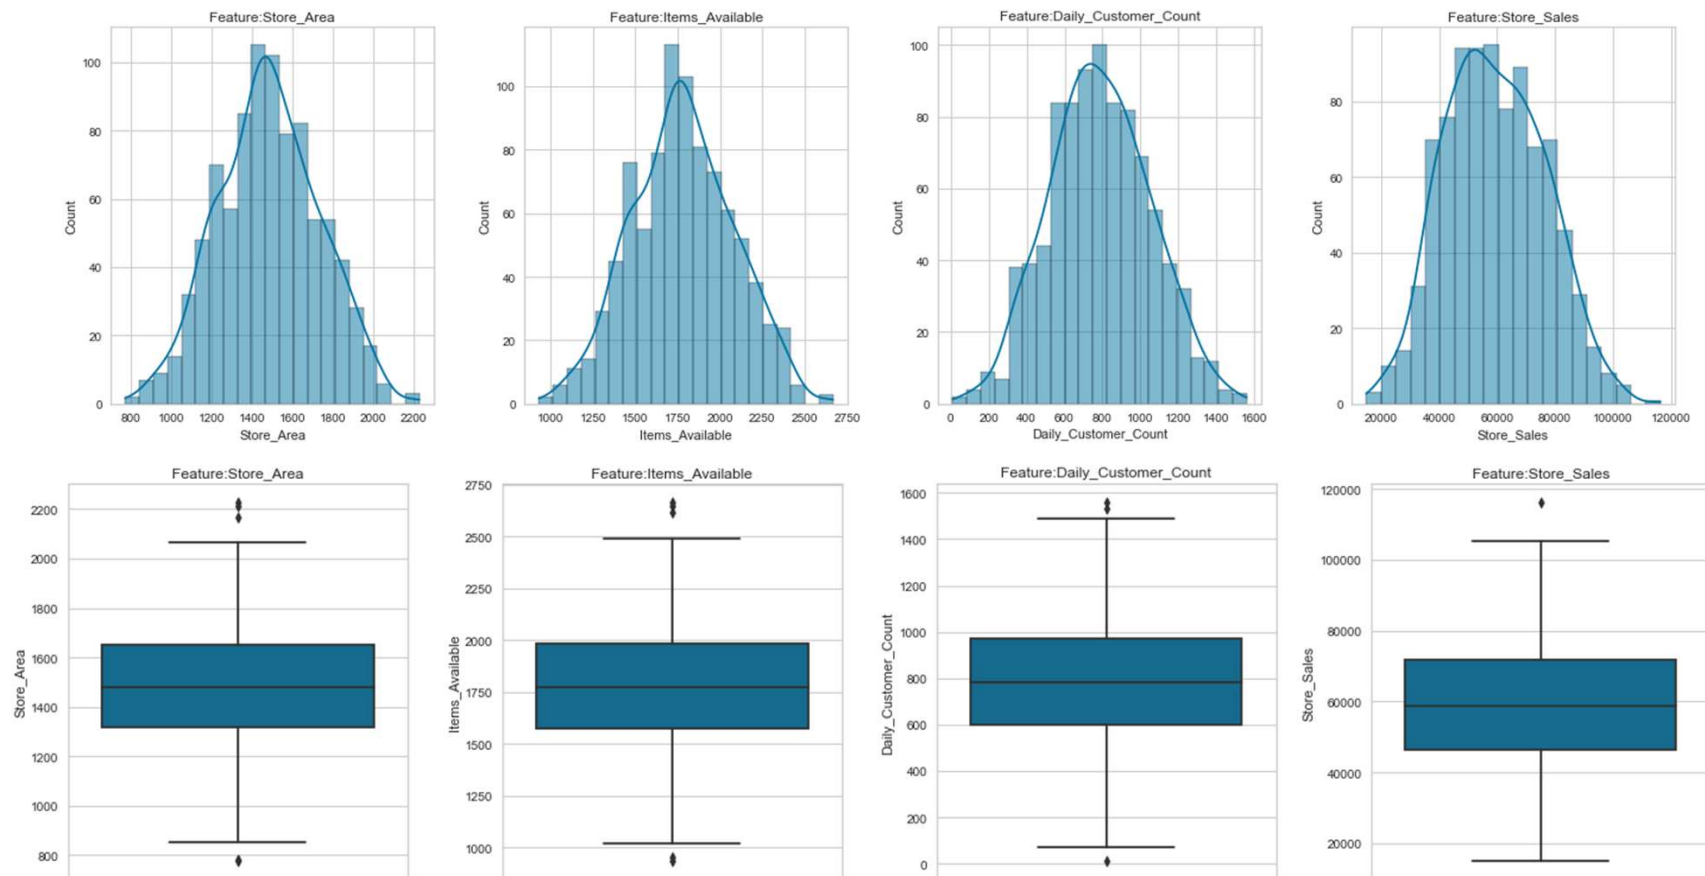 Feature:Store_Area
Count
100
80
60
40
20
0
800 1000 1200 1400 1600 1800 2000 2200
Store_Area
Feature:Items_Available
Count
100
80
60
40
20
0
1000 1250 1500 1750 2000 2250 2500 2750
Items_Available
Feature:Daily_Customer_Count
Count
100
80
60
40
20
0
0 200 400 600 800 1000 1200 1400 1600
Daily_Customer_Count
Feature:Store_Sales
Count
80
60
40
20
0
20000 40000 60000 80000 100000 120000
Store_Sales
Feature:Store_Area
Store_Area
2200
2000
1800
1600
1400
1200
1000
800
Feature:Items_Available
Items_Available
2750
2500
2250
2000
1750
1500
1250
1000
Feature:Daily_Customer_Count
Daily_Customer_Count
1600
1400
1200
1000
800
600
400
200
0
Feature:Store_Sales
Store_Sales
120000
100000
80000
60000
40000
20000